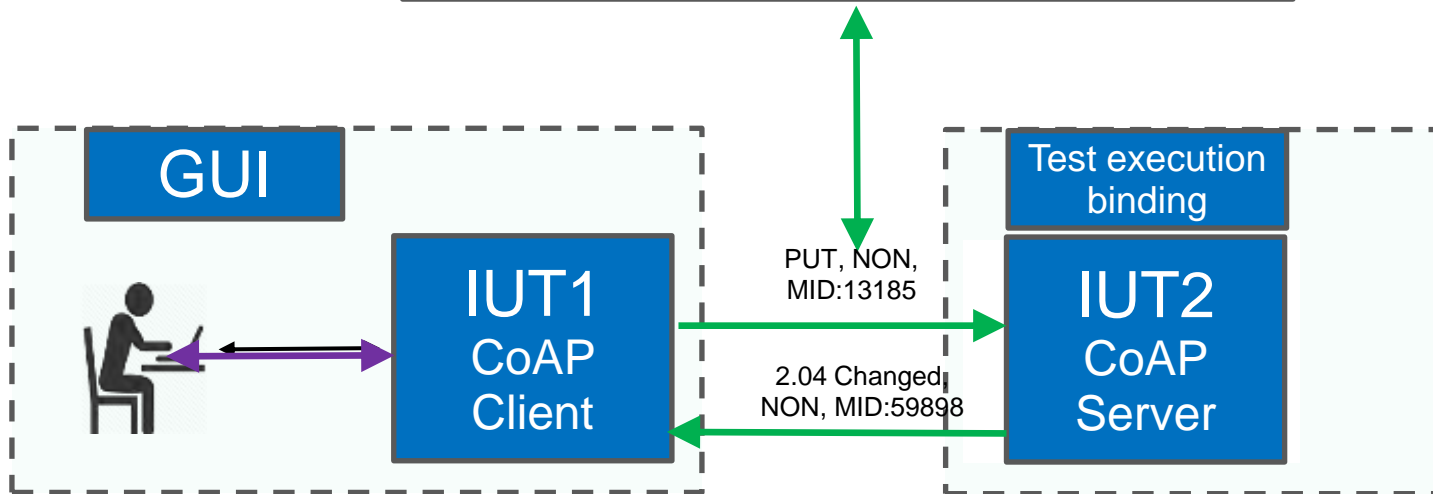 GUI
Test execution
binding
IUT1
CoAP
Client
PUT, NON,
MID:13185
2.04 Changed,
NON, MID:59898
IUT2
CoAP
Server